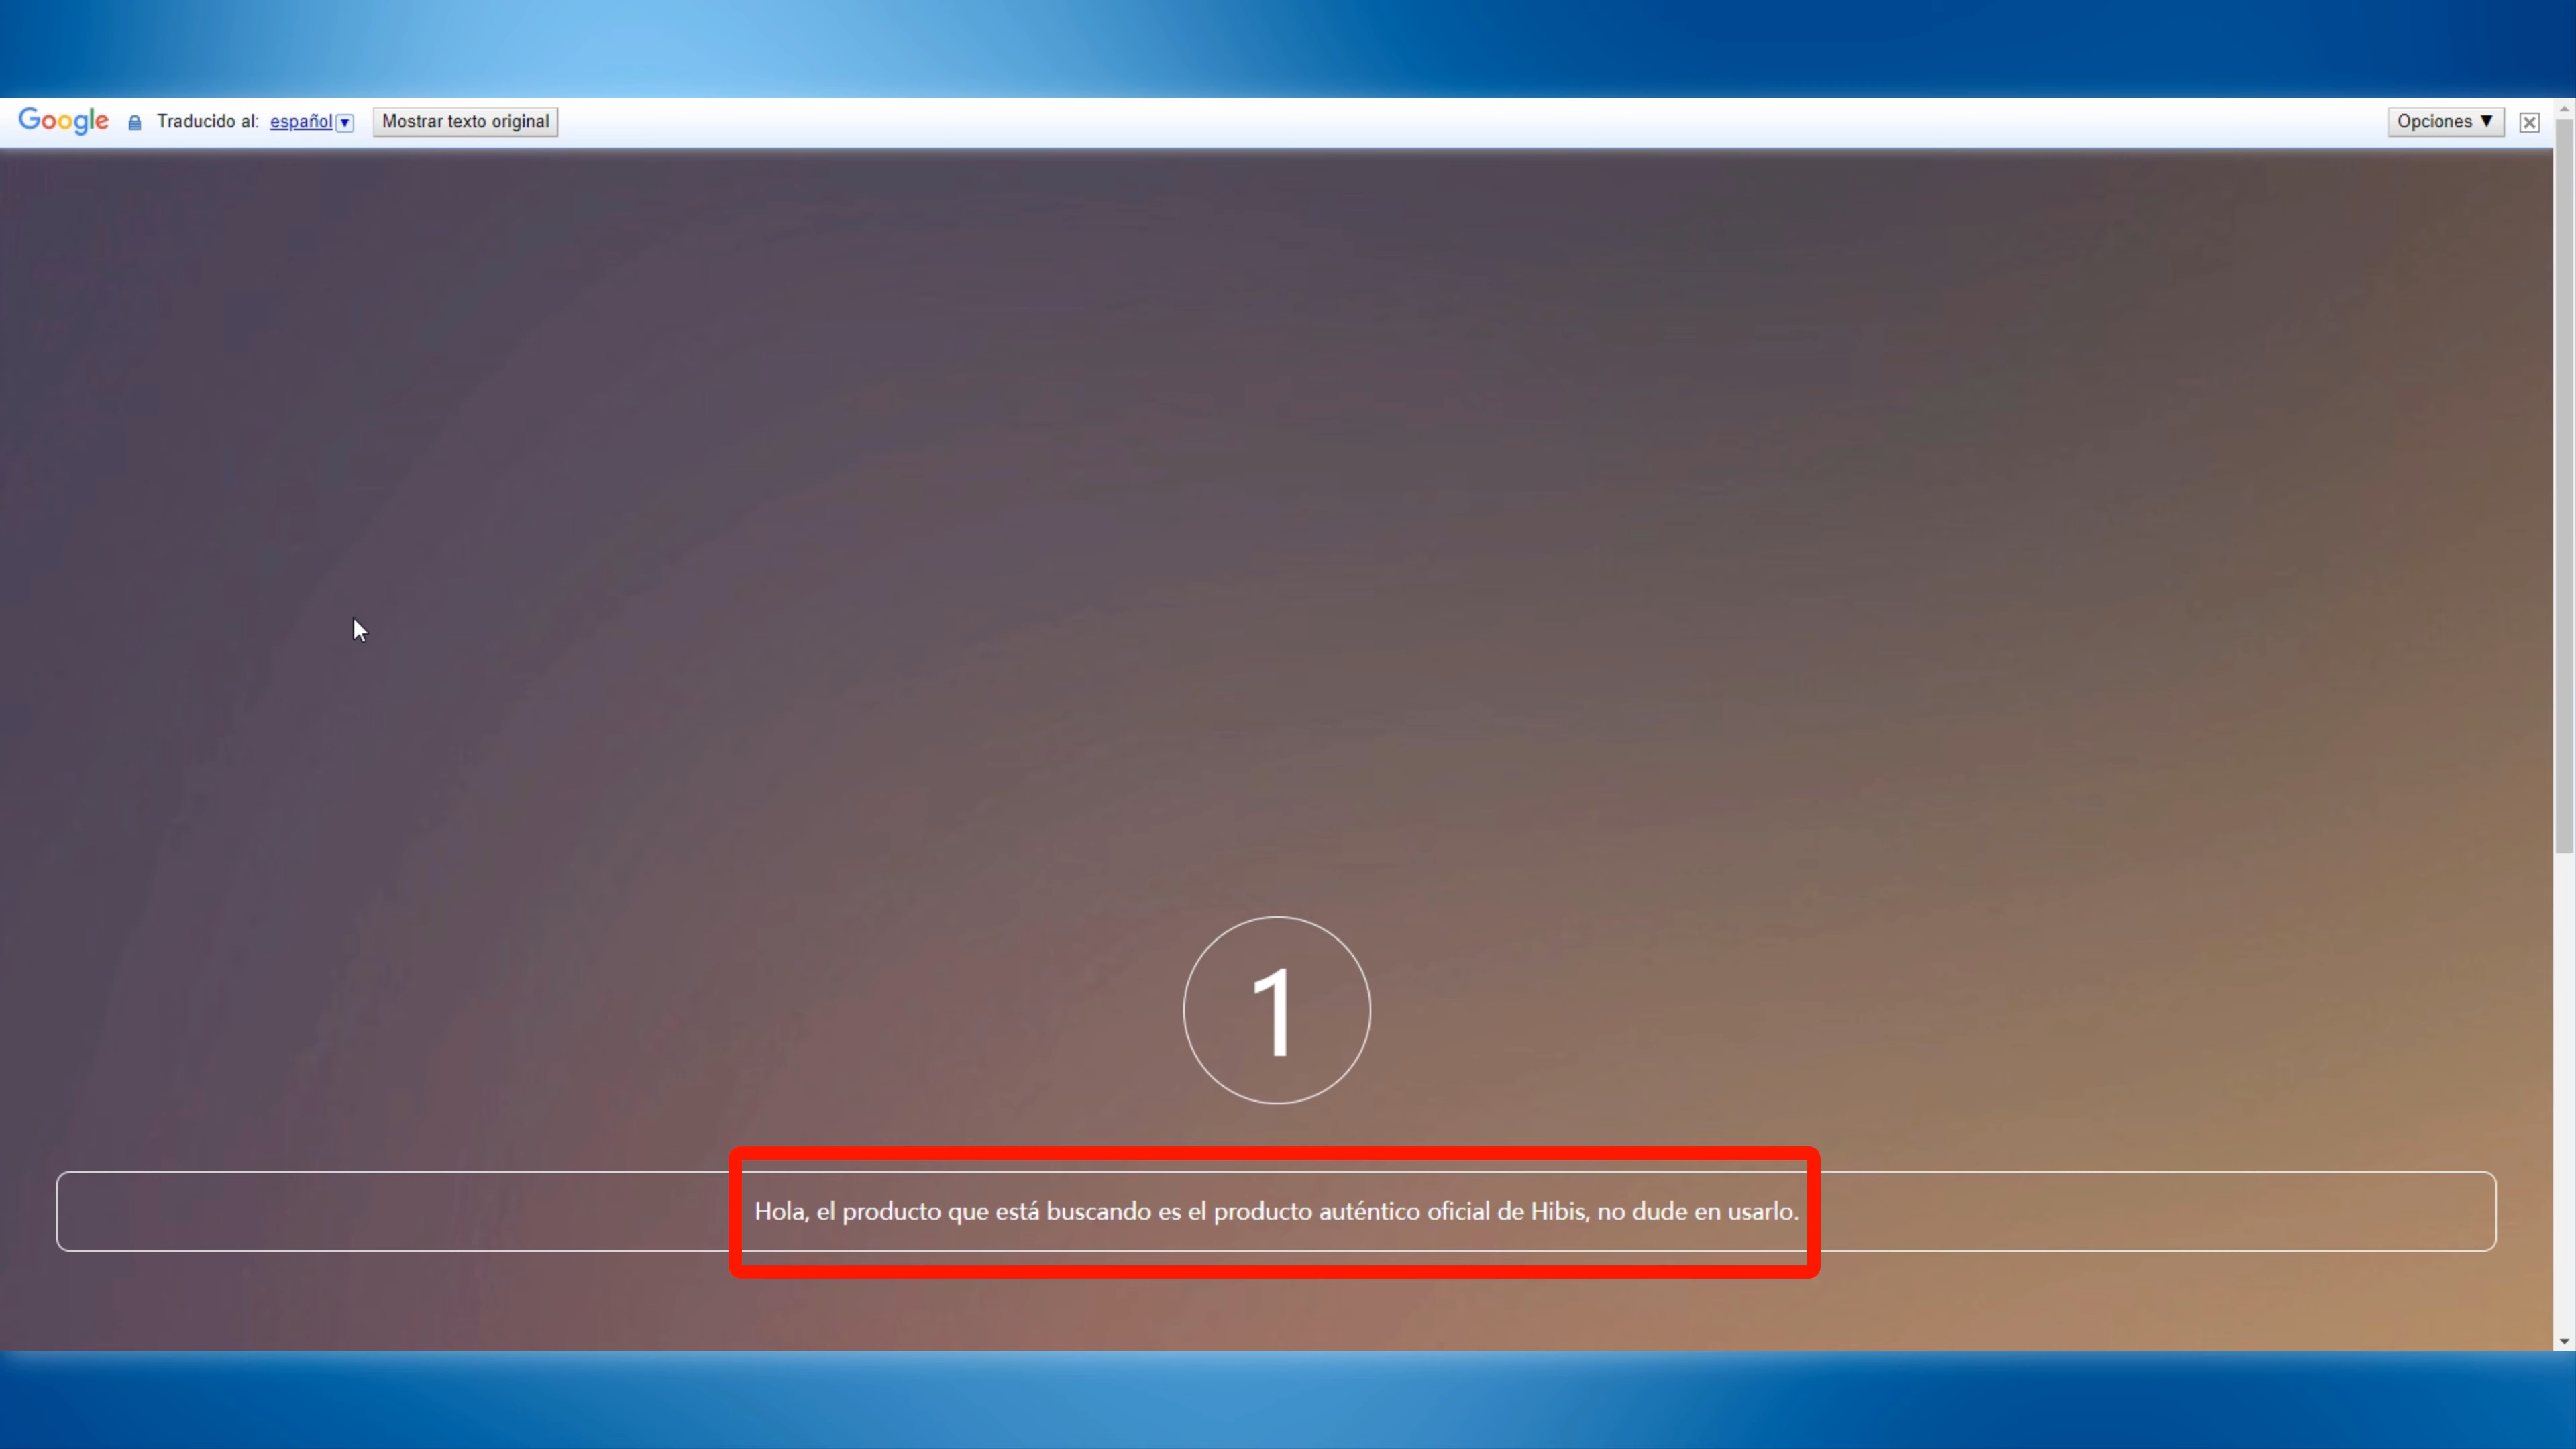 Google Traducido al: español Mostrar texto original Opciones ▼
1
Hola, el producto que está buscando es el producto auténtico oficial de Hibis, no dude en usarlo.